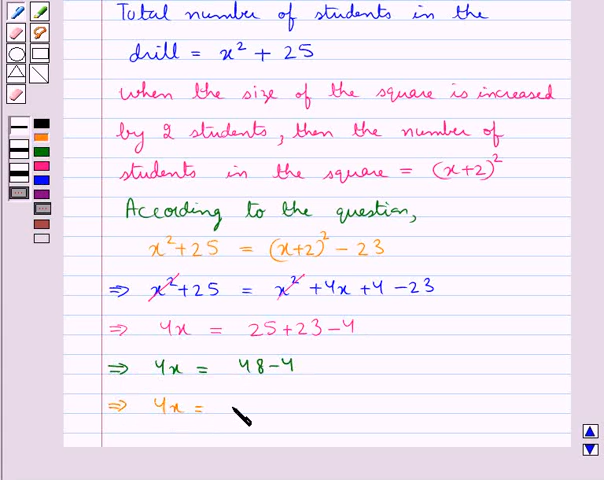 Total number of students in the
drill = x² + 25
when the size of the square is increased
by 2 students, then the number of
students in the square = (x+2)²
According to the question,
x²+25 = (x+2)² - 23
⇒ x²+25 = x² +4x +4 -23
⇒ 4x = 25+23-4
⇒ 4x = 48-4
⇒ 4x =